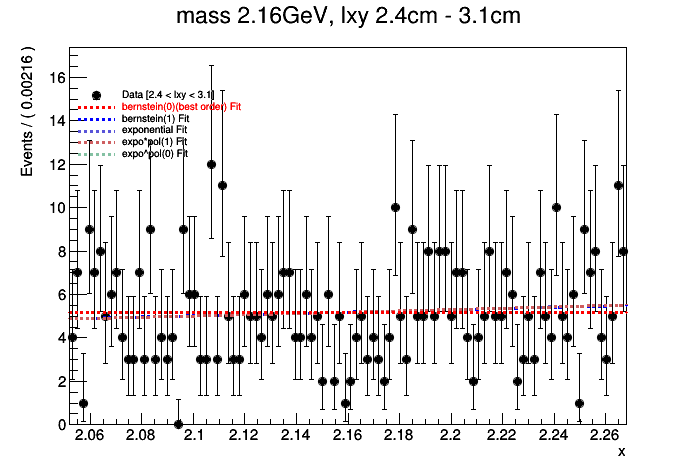 mass 2.16GeV, lxy 2.4cm - 3.1cm
Events / ( 0.00216 )
16
14
12
10
8
6
4
2
0
Data [2.4 < lxy < 3.1]
bernstein(0)(best order) Fit
bernstein(1) Fit
exponential Fit
expo*pol(1) Fit
expo^pol(0) Fit
2.06 2.08 2.1 2.12 2.14 2.16 2.18 2.2 2.22 2.24 2.26
x